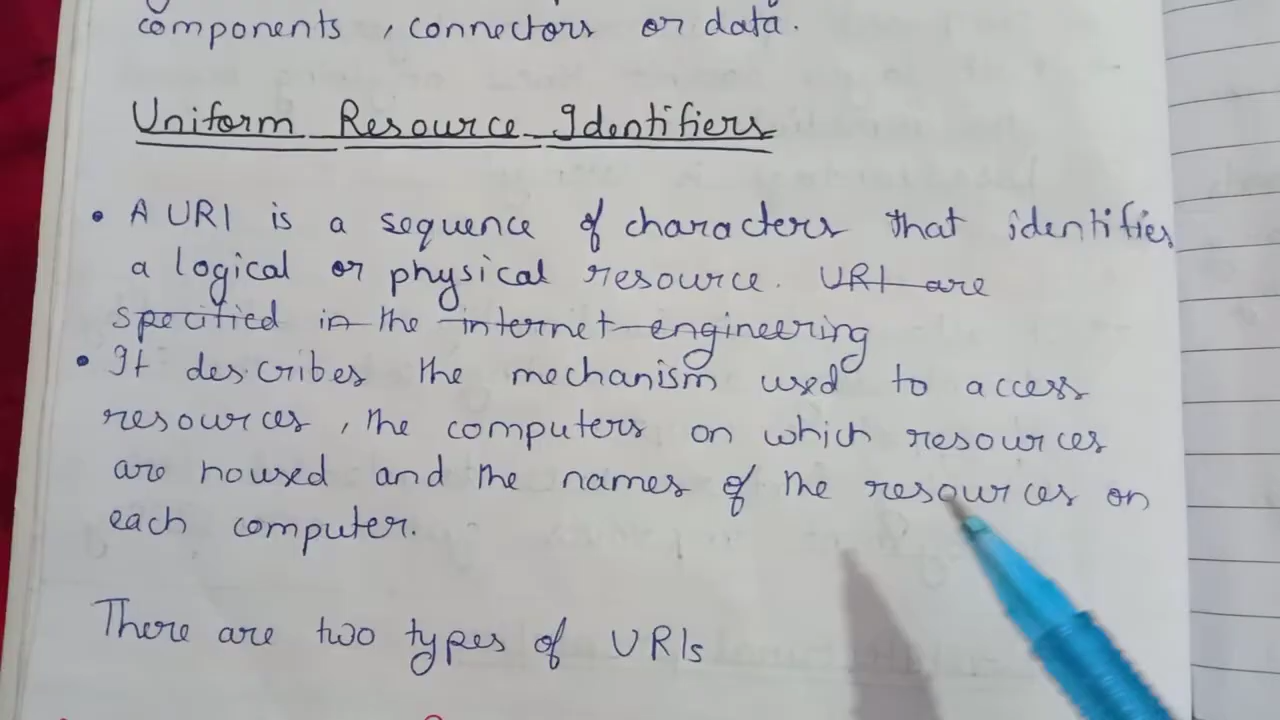 components, connectors or data.
Uniform Resource Identifiers
• A URI is a sequence of characters that identifies
a logical or physical resource. ~~URI are~~
~~specified in the internet engineering~~
• It describes the mechanism used to access
resources, the computers on which resources
are housed and the names of the resources on
each computer.
There are two types of URIs